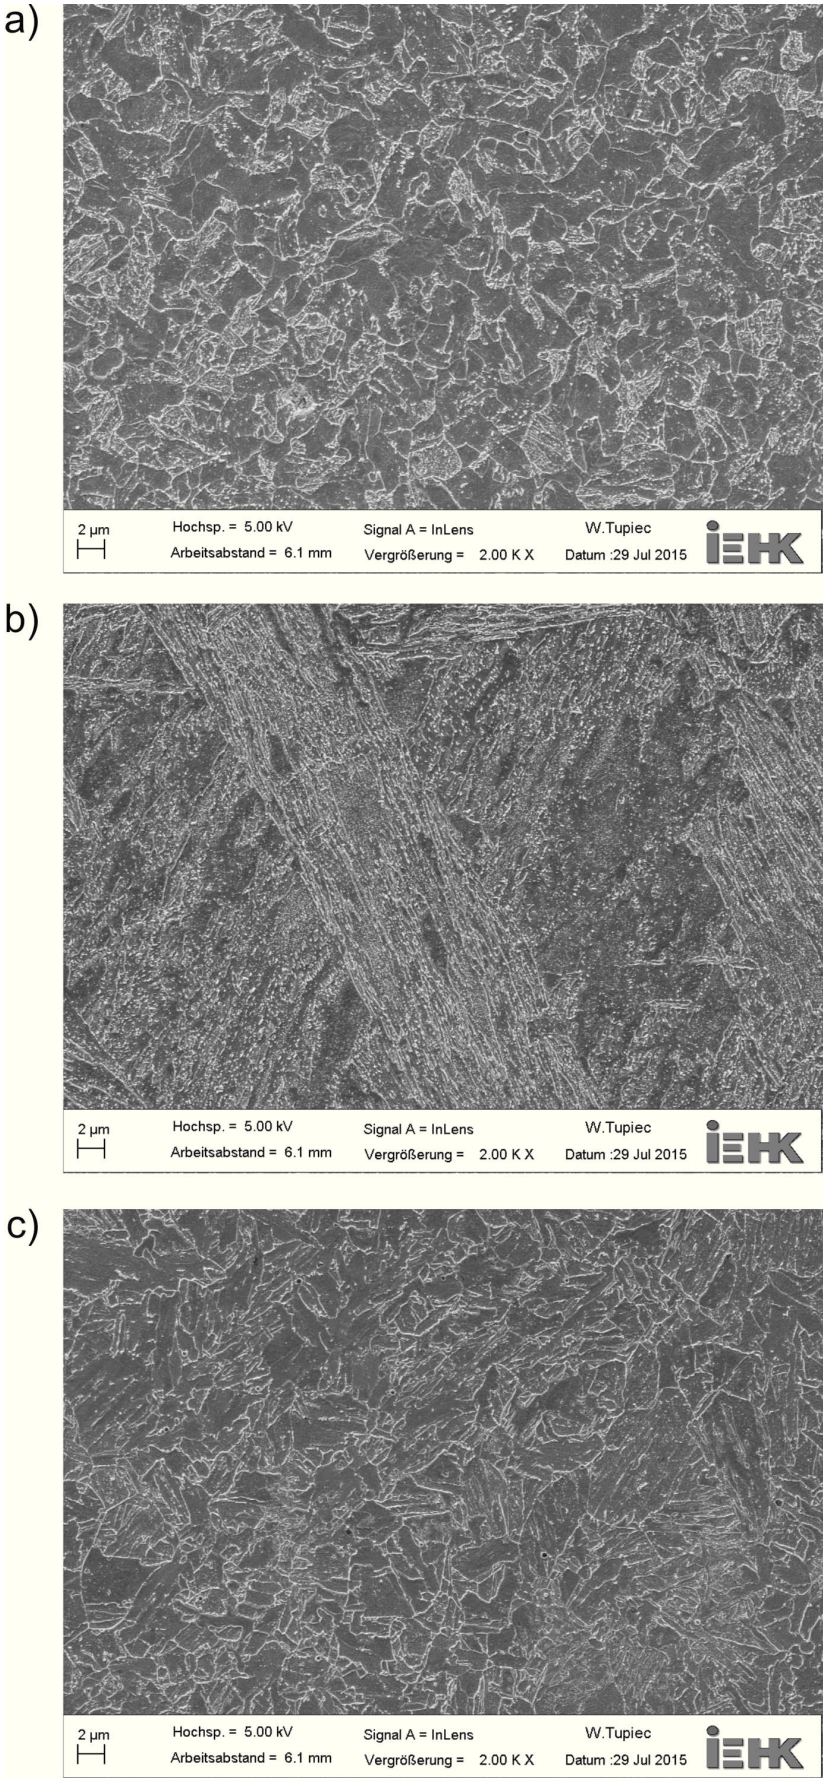 a)
2 µm
Hochsp. = 5.00 kV
Signal A = InLens
W.Tupiec
Arbeitsabstand = 6.1 mm
Vergrößerung = 2.00 K X
Datum :29 Jul 2015
iEHK
b)
2 µm
Hochsp. = 5.00 kV
Signal A = InLens
W.Tupiec
Arbeitsabstand = 6.1 mm
Vergrößerung = 2.00 K X
Datum :29 Jul 2015
iEHK
c)
2 µm
Hochsp. = 5.00 kV
Signal A = InLens
W.Tupiec
Arbeitsabstand = 6.1 mm
Vergrößerung = 2.00 K X
Datum :29 Jul 2015
iEHK